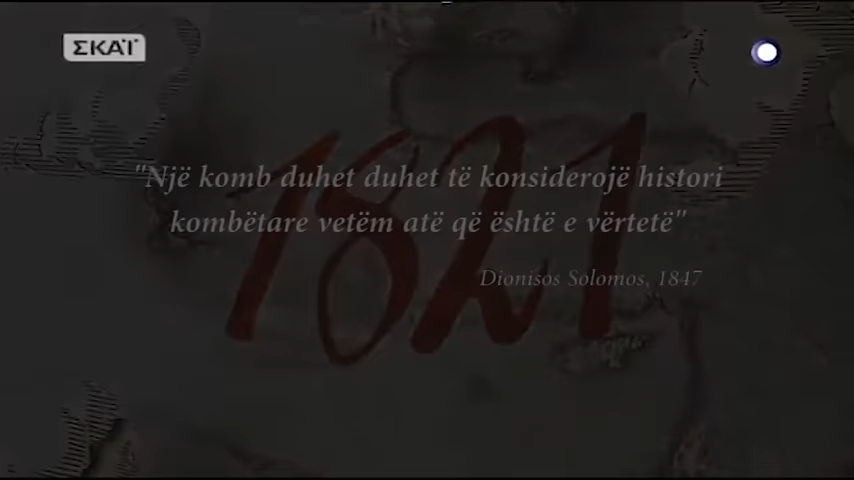 ΣΚΑΪ
"Një komb duhet duhet të konsiderojë histori
kombëtare vetëm atë që është e vërtetë"
Dionisos Solomos, 1847
1821